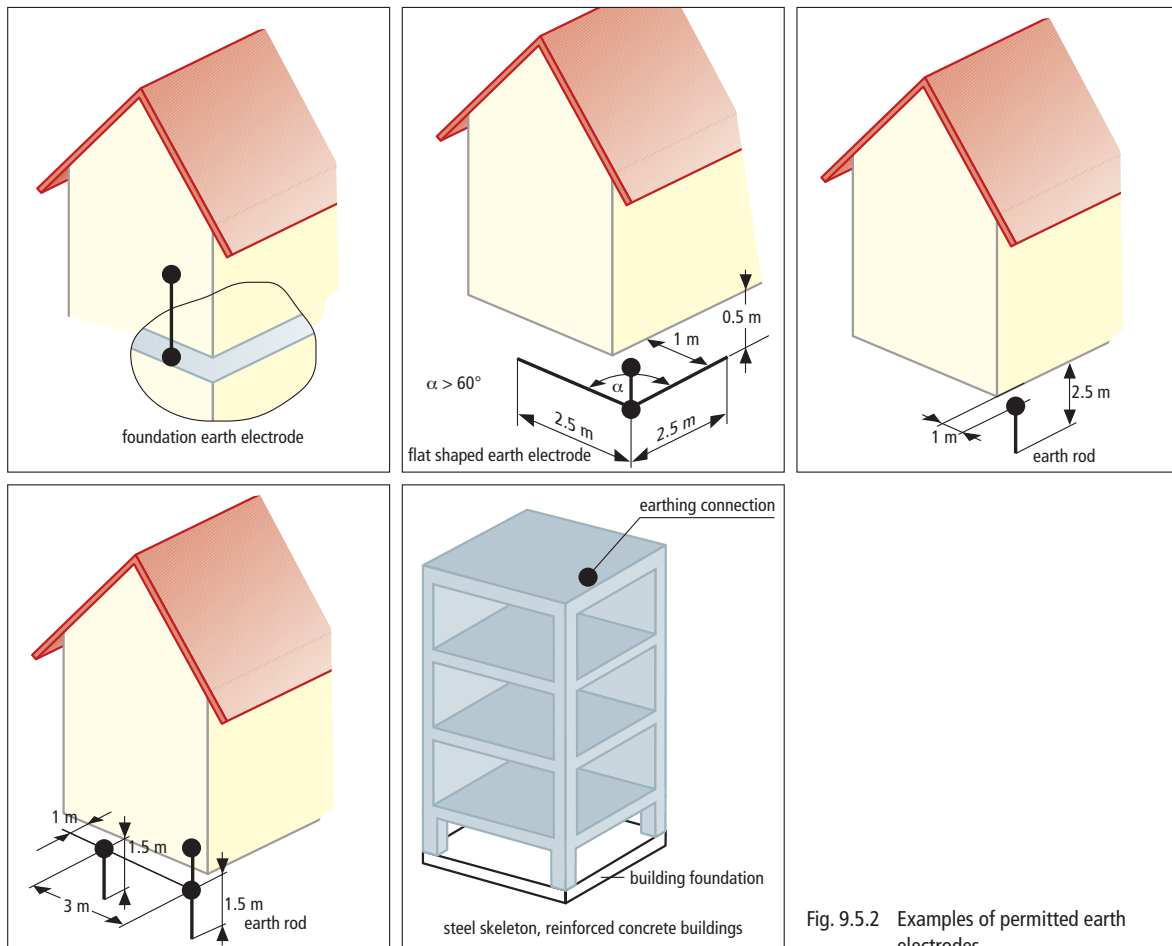 foundation earth electrode
0.5 m
1 m
α > 60°
α
2.5 m
2.5 m
flat shaped earth electrode
2.5 m
1 m
earth rod
1 m
1.5 m
3 m
1.5 m
earth rod
earthing connection
building foundation
steel skeleton, reinforced concrete buildings
Fig. 9.5.2 Examples of permitted earth
electrodes